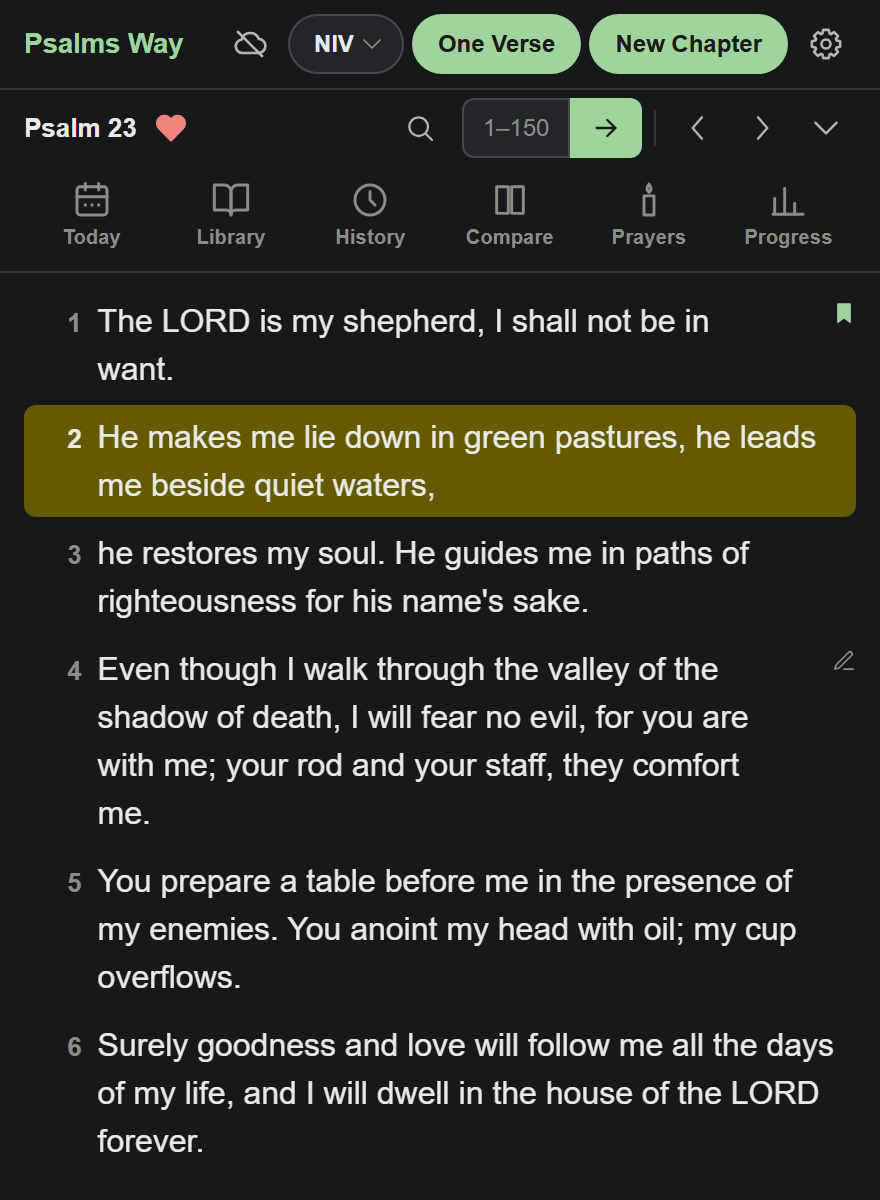 Psalms Way NIV One Verse New Chapter
Psalm 23 1–150
Today Library History Compare Prayers Progress
1 The LORD is my shepherd, I shall not be in
want.
2 He makes me lie down in green pastures, he leads
me beside quiet waters,
3 he restores my soul. He guides me in paths of
righteousness for his name's sake.
4 Even though I walk through the valley of the
shadow of death, I will fear no evil, for you are
with me; your rod and your staff, they comfort
me.
5 You prepare a table before me in the presence of
my enemies. You anoint my head with oil; my cup
overflows.
6 Surely goodness and love will follow me all the days
of my life, and I will dwell in the house of the LORD
forever.